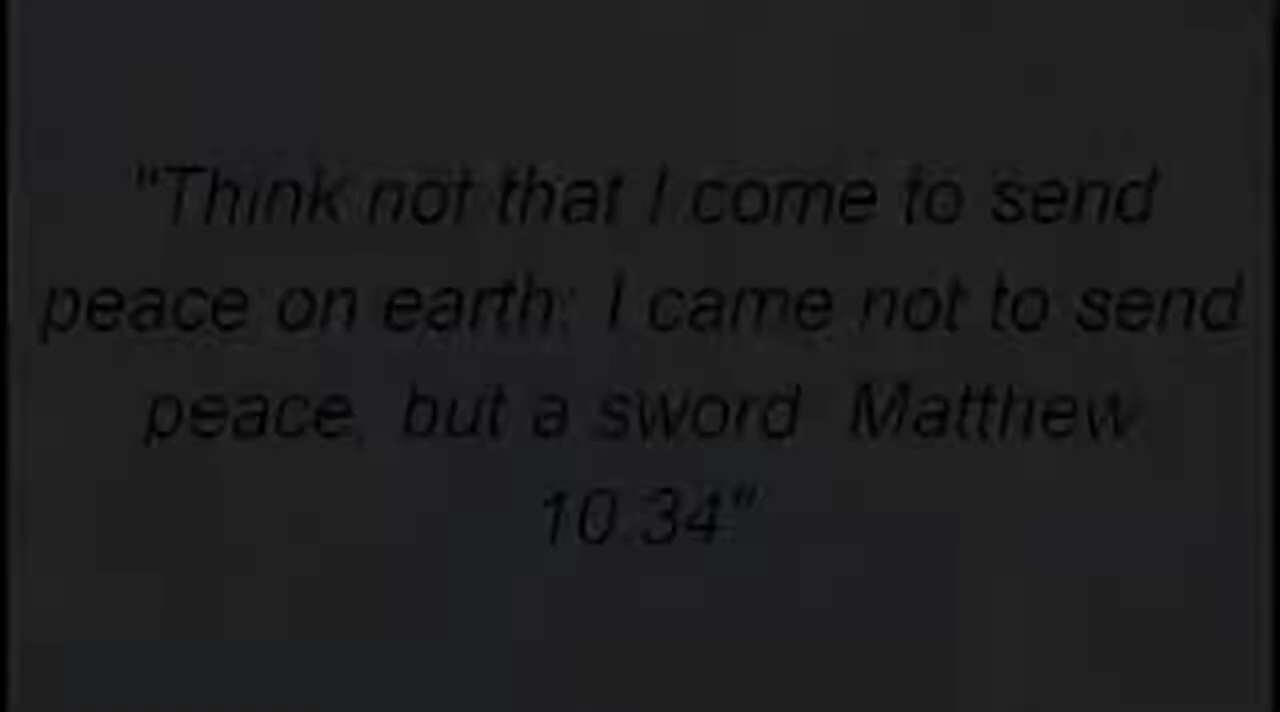 "Think not that I come to send
peace on earth: I came not to send
peace, but a sword  Matthew
10:34"